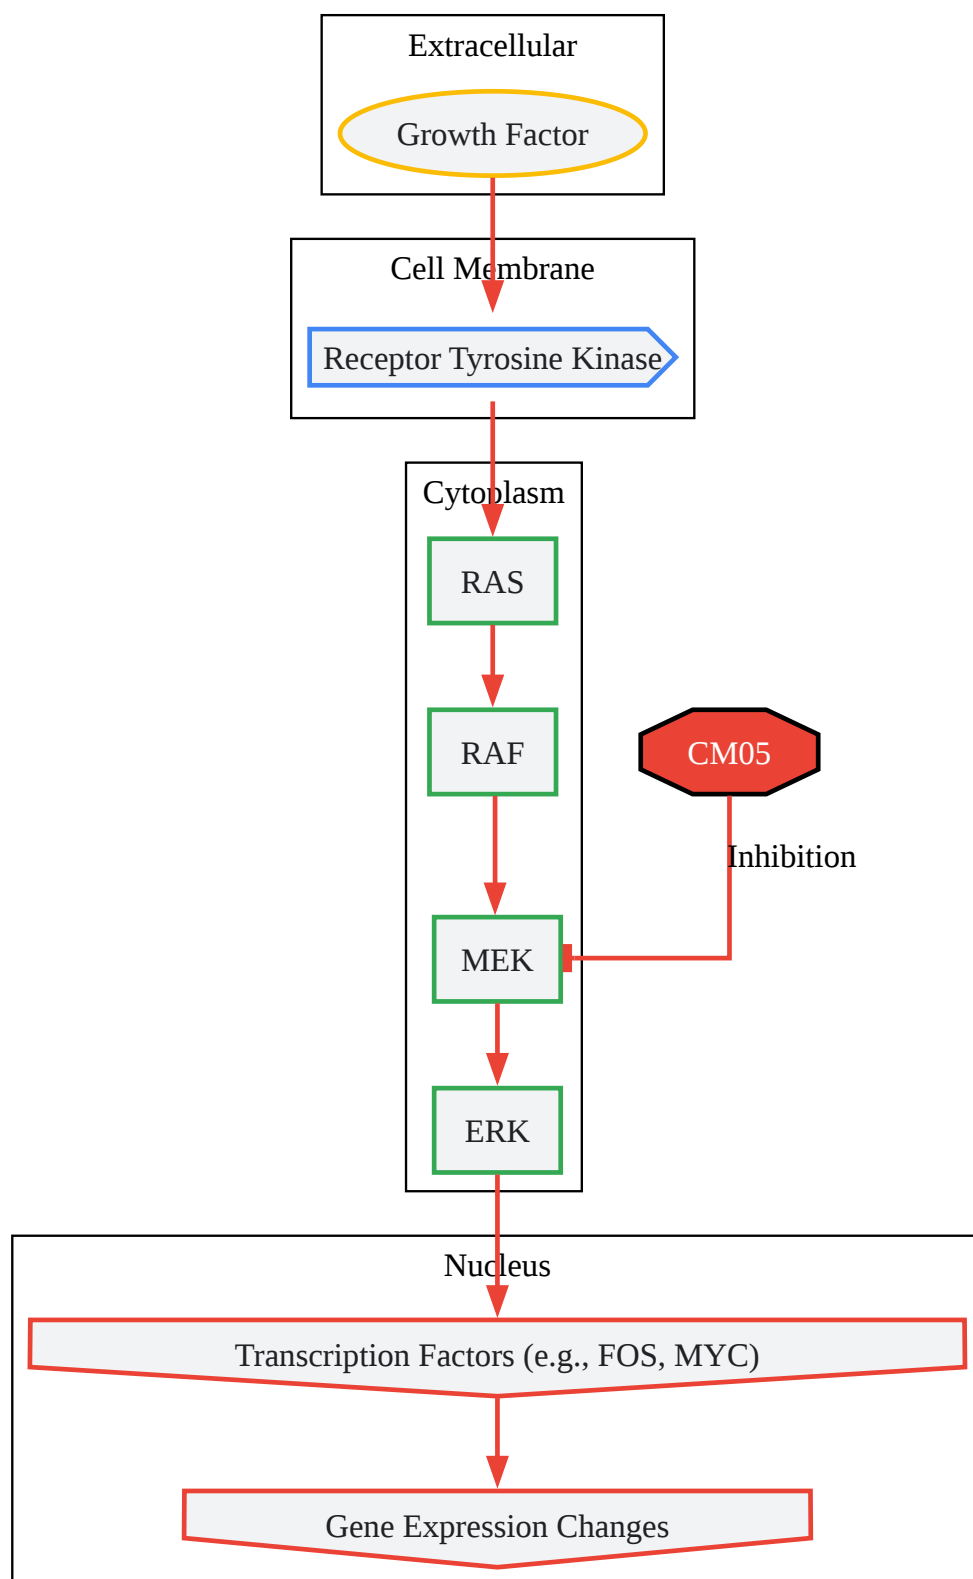 Extracellular
Growth Factor
Cell Membrane
Receptor Tyrosine Kinase
Cytoplasm
RAS
RAF
CM05
Inhibition
MEK
ERK
Nucleus
Transcription Factors (e.g., FOS, MYC)
Gene Expression Changes